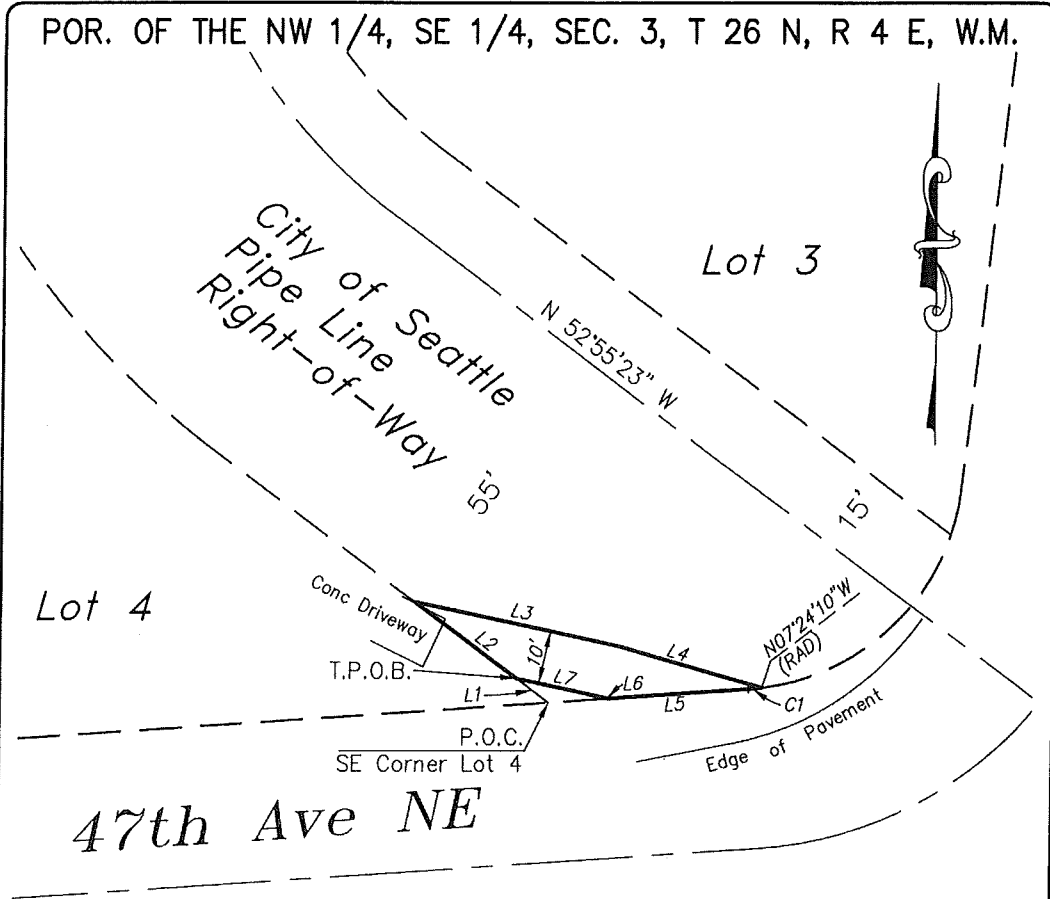 POR. OF THE NW 1/4, SE 1/4, SEC. 3, T 26 N, R 4 E, W.M.
City of Seattle
Pipe Line
Right-of-Way
55'
Lot 3
N 52°55'23" W
15'
Lot 4
Conc Driveway
L3
L2
10'
L4
N07°24'10"W
(RAD)
T.P.O.B.
L7
L6
L1
L5
C1
P.O.C.
SE Corner Lot 4
Edge of Pavement
47th Ave NE